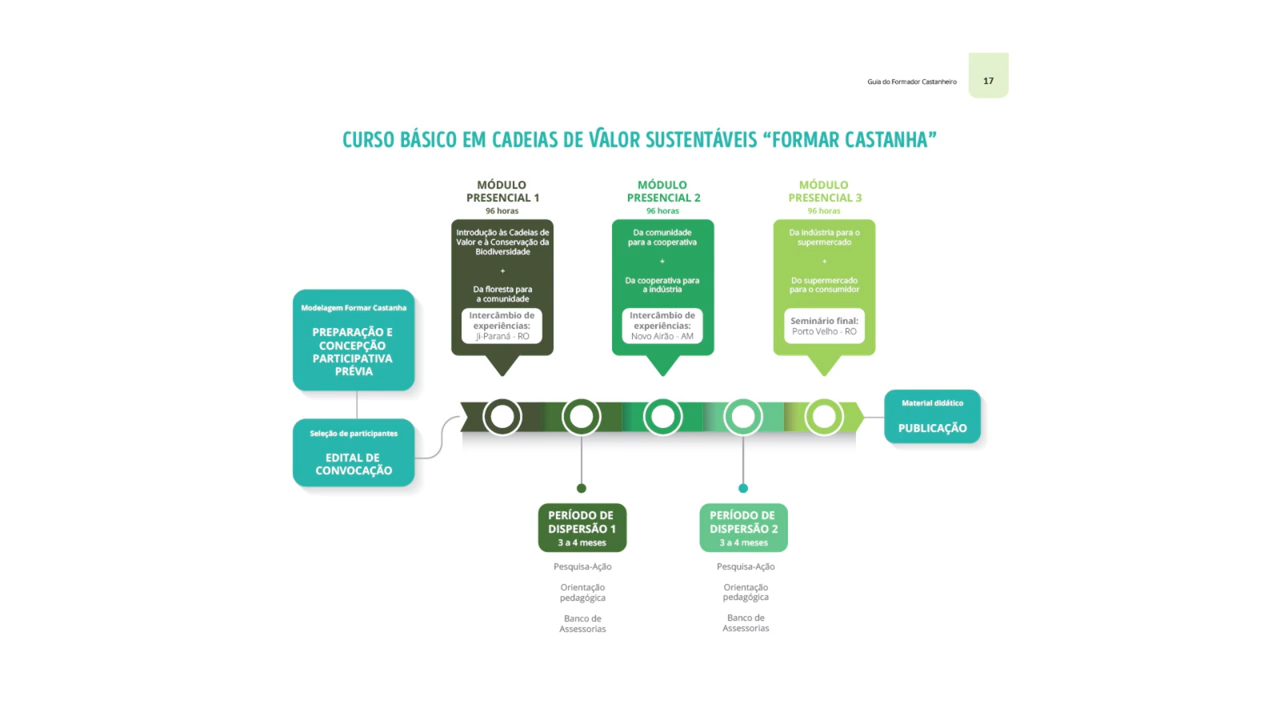 Guia do Formador Castanheiro
17
CURSO BÁSICO EM CADEIAS DE VALOR SUSTENTÁVEIS “FORMAR CASTANHA”
MÓDULO
PRESENCIAL 1
96 horas
Introdução às Cadeias de
Valor e à Conservação da
Biodiversidade
+
Da floresta para
a comunidade
Intercâmbio de
experiências:
Ji-Paraná - RO
MÓDULO
PRESENCIAL 2
96 horas
Da comunidade
para a cooperativa
+
Da cooperativa para
a indústria
Intercâmbio de
experiências:
Novo Airão - AM
MÓDULO
PRESENCIAL 3
96 horas
Da indústria para o
supermercado
+
Do supermercado
para o consumidor
Seminário final:
Porto Velho - RO
Modelagem Formar Castanha
PREPARAÇÃO E
CONCEPÇÃO
PARTICIPATIVA
PRÉVIA
Seleção de participantes
EDITAL DE
CONVOCAÇÃO
Material didático
PUBLICAÇÃO
PERÍODO DE
DISPERSÃO 1
3 a 4 meses
Pesquisa-Ação
Orientação
pedagógica
Banco de
Assessorias
PERÍODO DE
DISPERSÃO 2
3 a 4 meses
Pesquisa-Ação
Orientação
pedagógica
Banco de
Assessorias